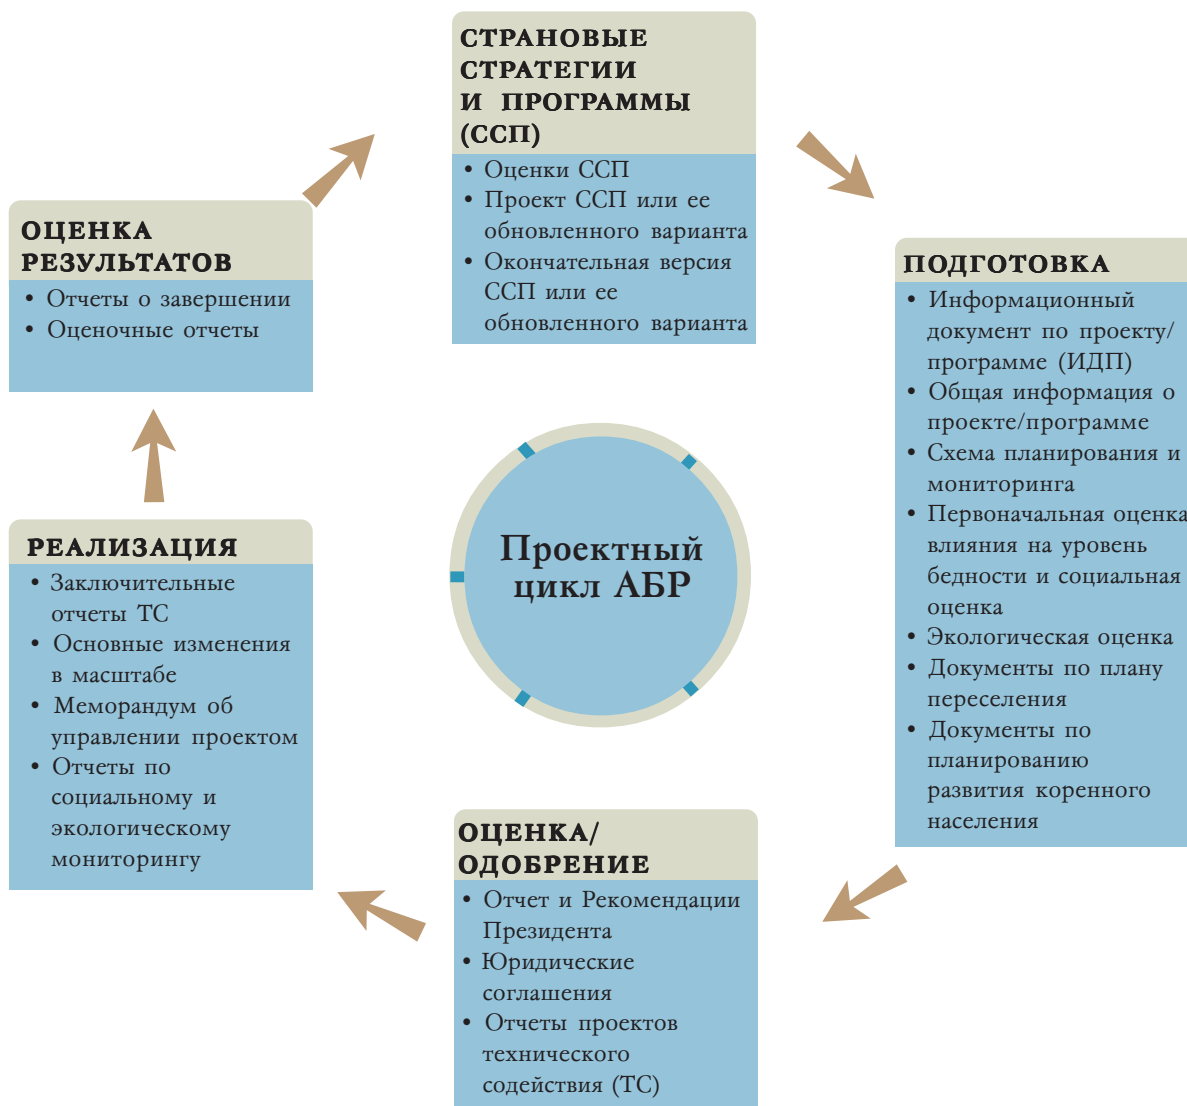 СТРАНОВЫЕ
СТРАТЕГИИ
И ПРОГРАММЫ
(ССП)
• Оценки ССП
• Проект ССП или ее
обновленного варианта
• Окончательная версия
ССП или ее
обновленного варианта
ПОДГОТОВКА
• Информационный
документ по проекту/
программе (ИДП)
• Общая информация о
проекте/программе
• Схема планирования и
мониторинга
• Первоначальная оценка
влияния на уровень
бедности и социальная
оценка
• Экологическая оценка
• Документы по плану
переселения
• Документы по
планированию
развития коренного
населения
ОЦЕНКА/
ОДОБРЕНИЕ
• Отчет и Рекомендации
Президента
• Юридические
соглашения
• Отчеты проектов
технического
содействия (ТС)
РЕАЛИЗАЦИЯ
• Заключительные
отчеты ТС
• Основные изменения
в масштабе
• Меморандум об
управлении проектом
• Отчеты по
социальному и
экологическому
мониторингу
ОЦЕНКА
РЕЗУЛЬТАТОВ
• Отчеты о завершении
• Оценочные отчеты
Проектный
цикл АБР